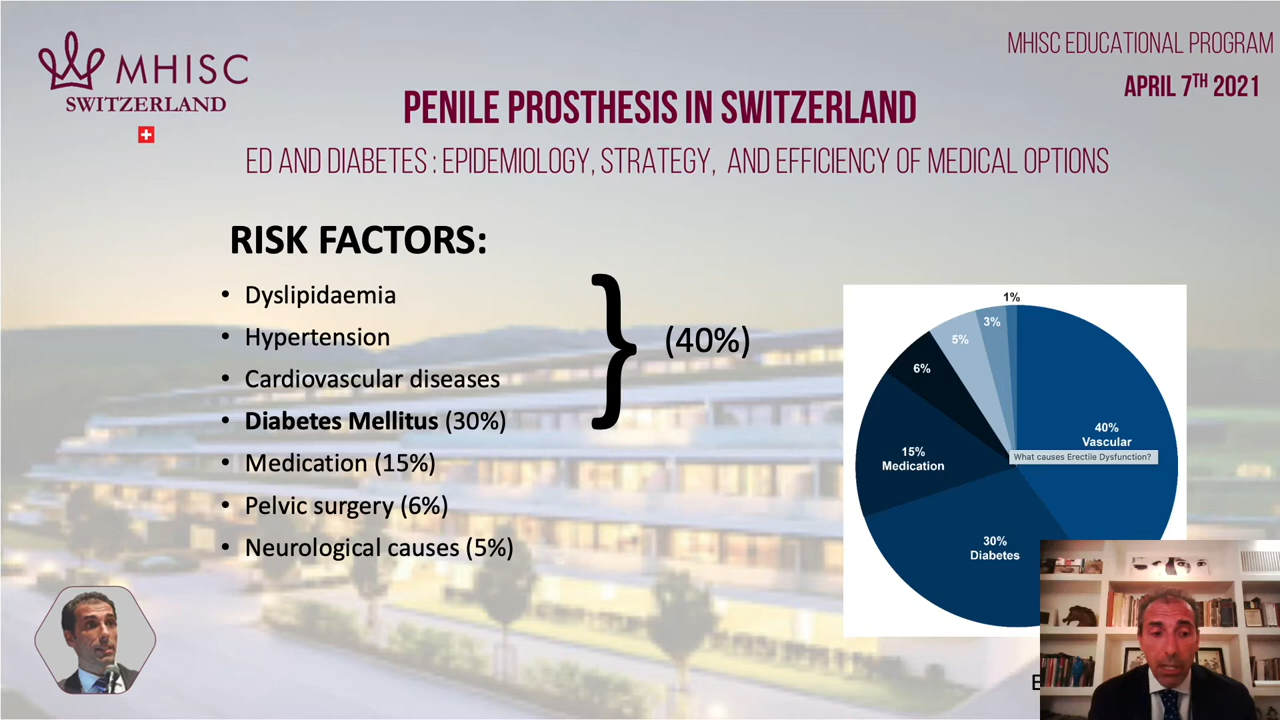 MHISC
SWITZERLAND
MHISC EDUCATIONAL PROGRAM
APRIL 7TH 2021
PENILE PROSTHESIS IN SWITZERLAND
ED AND DIABETES : EPIDEMIOLOGY, STRATEGY, AND EFFICIENCY OF MEDICAL OPTIONS
RISK FACTORS:
• Dyslipidaemia
• Hypertension
• Cardiovascular diseases
• Diabetes Mellitus (30%)
• Medication (15%)
• Pelvic surgery (6%)
• Neurological causes (5%)
(40%)
1%
3%
5%
6%
40%
Vascular
What causes Erectile Dysfunction?
15%
Medication
30%
Diabetes